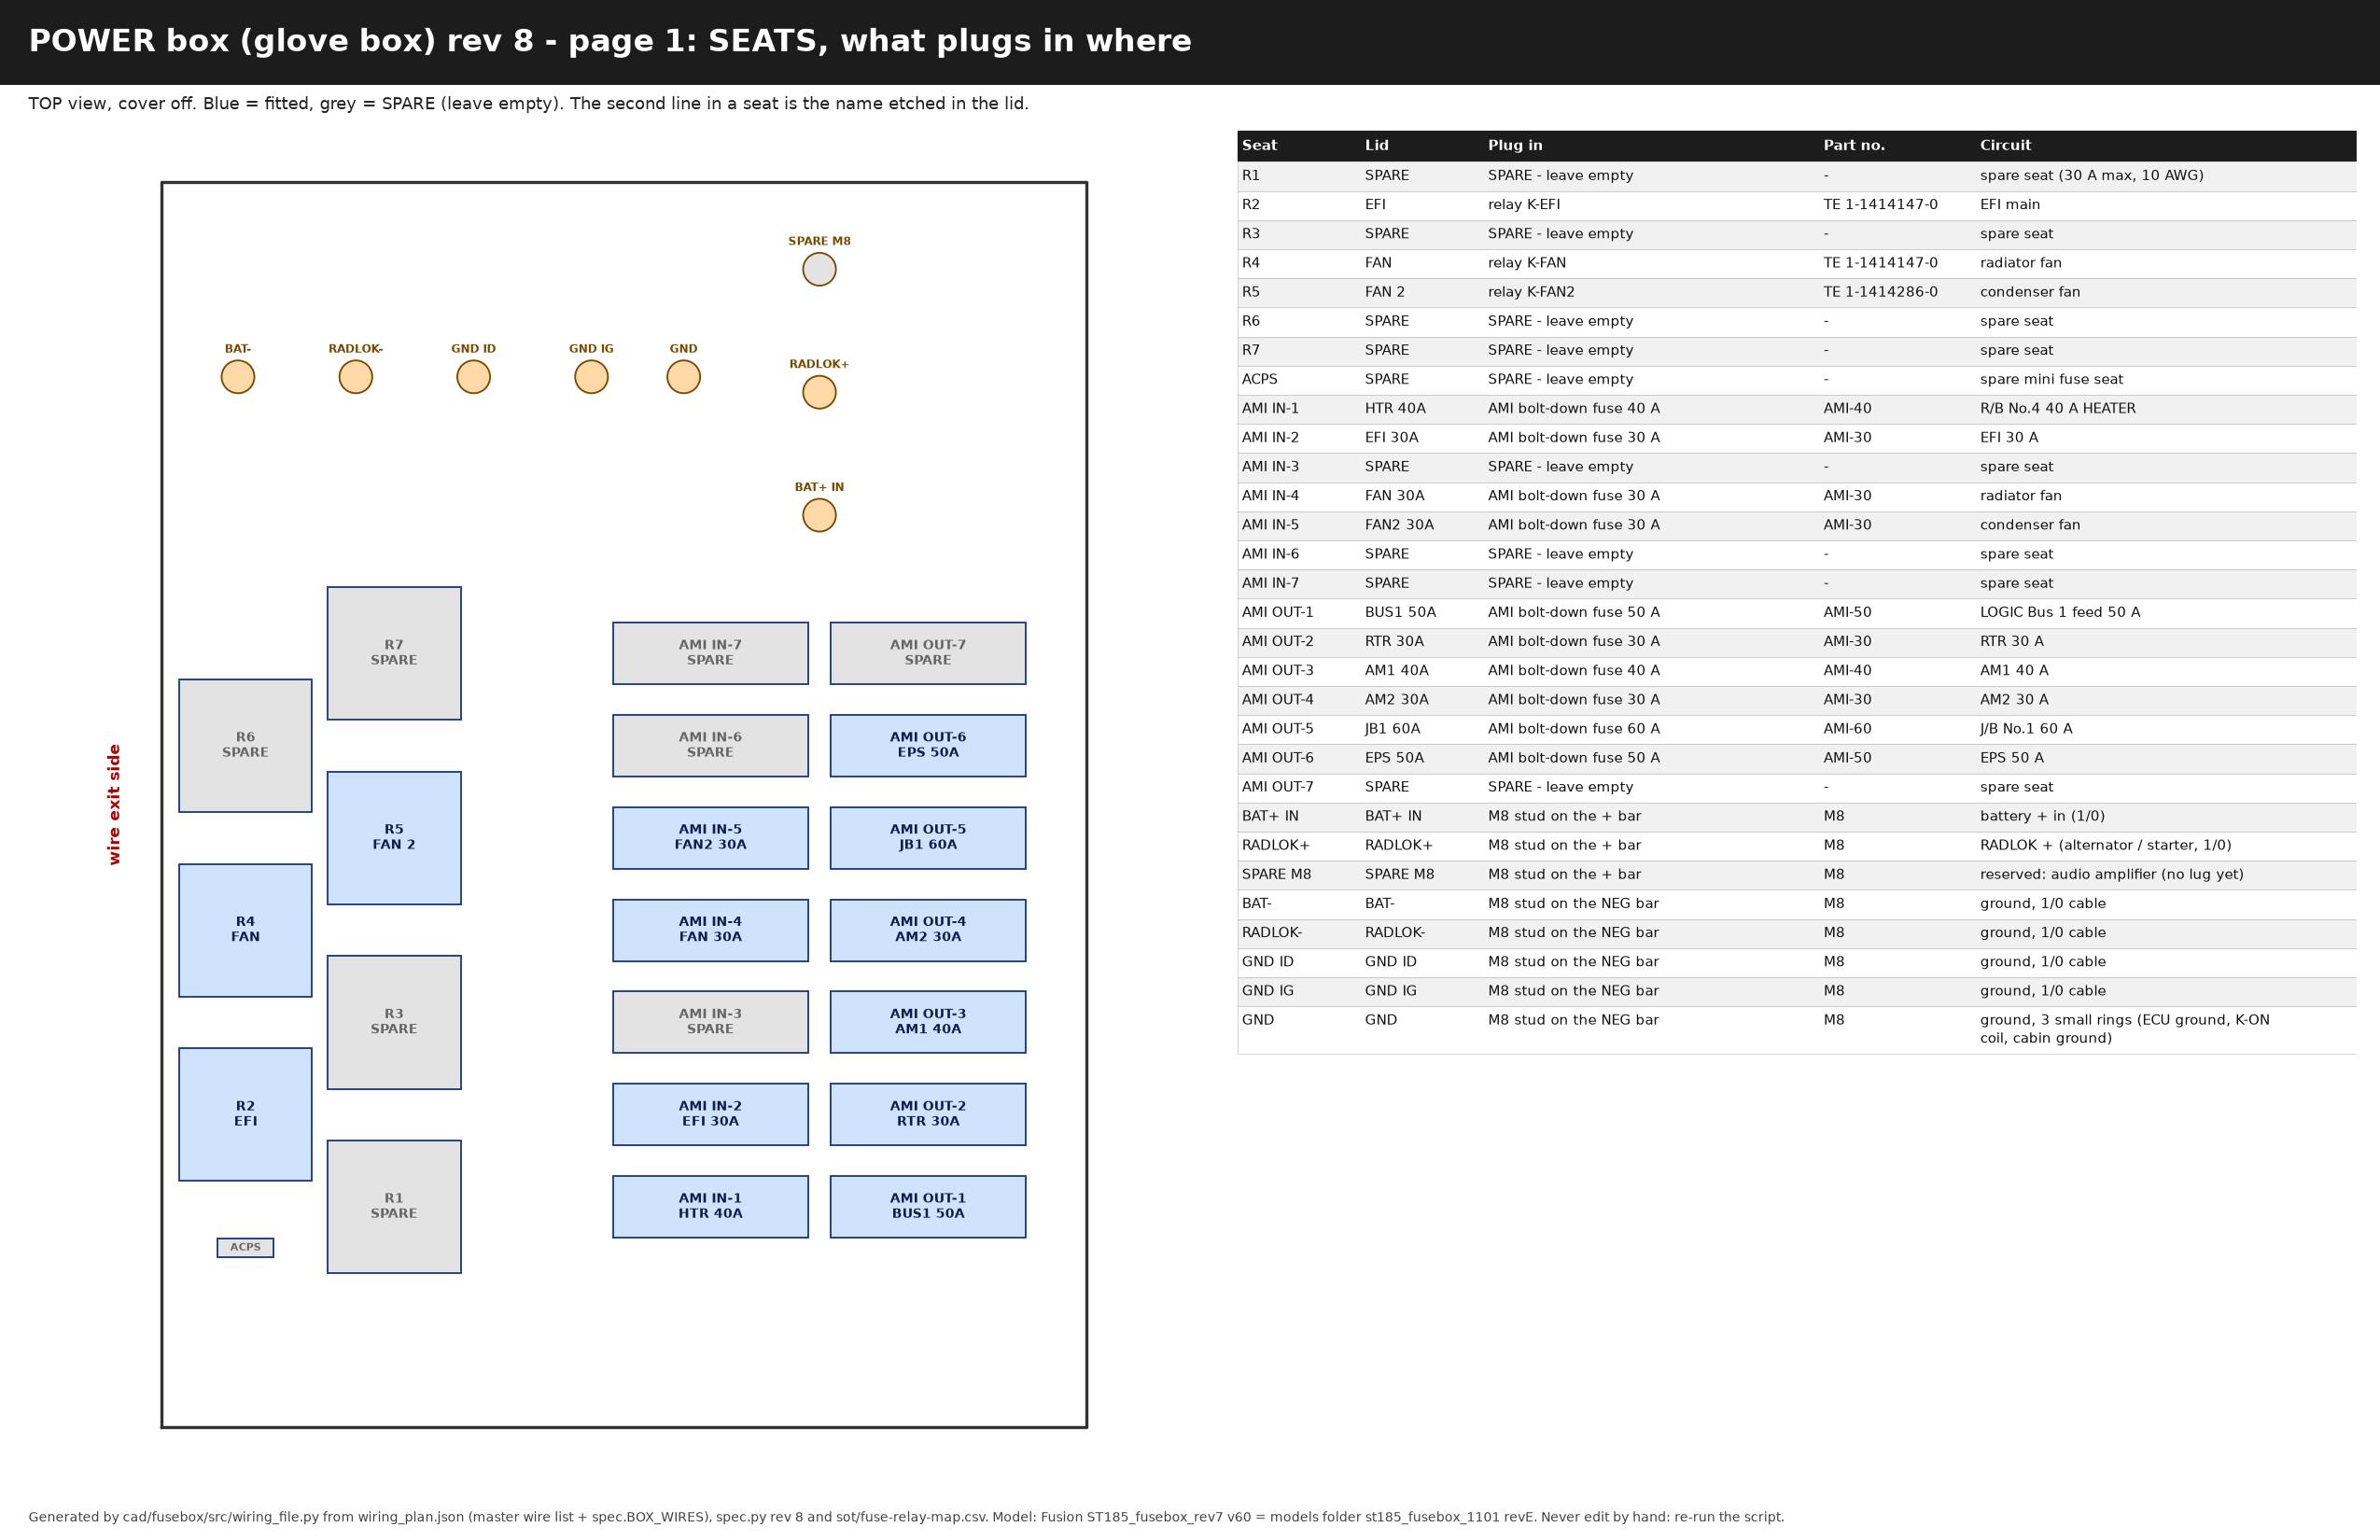 POWER box (glove box) rev 8 - page 1: SEATS, what plugs in where
TOP view, cover off. Blue = fitted, grey = SPARE (leave empty). The second line in a seat is the name etched in the lid.
SPARE M8
BAT-
RADLOK-
GND ID
GND IG
GND
RADLOK+
BAT+ IN
wire exit side
R7
SPARE
R6
SPARE
R5
FAN 2
R4
FAN
R3
SPARE
R2
EFI
R1
SPARE
ACPS
AMI IN-7
SPARE
AMI OUT-7
SPARE
AMI IN-6
SPARE
AMI OUT-6
EPS 50A
AMI IN-5
FAN2 30A
AMI OUT-5
JB1 60A
AMI IN-4
FAN 30A
AMI OUT-4
AM2 30A
AMI IN-3
SPARE
AMI OUT-3
AM1 40A
AMI IN-2
EFI 30A
AMI OUT-2
RTR 30A
AMI IN-1
HTR 40A
AMI OUT-1
BUS1 50A
Seat Lid Plug in Part no. Circuit
R1 SPARE SPARE - leave empty - spare seat (30 A max, 10 AWG)
R2 EFI relay K-EFI TE 1-1414147-0 EFI main
R3 SPARE SPARE - leave empty - spare seat
R4 FAN relay K-FAN TE 1-1414147-0 radiator fan
R5 FAN 2 relay K-FAN2 TE 1-1414286-0 condenser fan
R6 SPARE SPARE - leave empty - spare seat
R7 SPARE SPARE - leave empty - spare seat
ACPS SPARE SPARE - leave empty - spare mini fuse seat
AMI IN-1 HTR 40A AMI bolt-down fuse 40 A AMI-40 R/B No.4 40 A HEATER
AMI IN-2 EFI 30A AMI bolt-down fuse 30 A AMI-30 EFI 30 A
AMI IN-3 SPARE SPARE - leave empty - spare seat
AMI IN-4 FAN 30A AMI bolt-down fuse 30 A AMI-30 radiator fan
AMI IN-5 FAN2 30A AMI bolt-down fuse 30 A AMI-30 condenser fan
AMI IN-6 SPARE SPARE - leave empty - spare seat
AMI IN-7 SPARE SPARE - leave empty - spare seat
AMI OUT-1 BUS1 50A AMI bolt-down fuse 50 A AMI-50 LOGIC Bus 1 feed 50 A
AMI OUT-2 RTR 30A AMI bolt-down fuse 30 A AMI-30 RTR 30 A
AMI OUT-3 AM1 40A AMI bolt-down fuse 40 A AMI-40 AM1 40 A
AMI OUT-4 AM2 30A AMI bolt-down fuse 30 A AMI-30 AM2 30 A
AMI OUT-5 JB1 60A AMI bolt-down fuse 60 A AMI-60 J/B No.1 60 A
AMI OUT-6 EPS 50A AMI bolt-down fuse 50 A AMI-50 EPS 50 A
AMI OUT-7 SPARE SPARE - leave empty - spare seat
BAT+ IN BAT+ IN M8 stud on the + bar M8 battery + in (1/0)
RADLOK+ RADLOK+ M8 stud on the + bar M8 RADLOK + (alternator / starter, 1/0)
SPARE M8 SPARE M8 M8 stud on the + bar M8 reserved: audio amplifier (no lug yet)
BAT- BAT- M8 stud on the NEG bar M8 ground, 1/0 cable
RADLOK- RADLOK- M8 stud on the NEG bar M8 ground, 1/0 cable
GND ID GND ID M8 stud on the NEG bar M8 ground, 1/0 cable
GND IG GND IG M8 stud on the NEG bar M8 ground, 1/0 cable
GND GND M8 stud on the NEG bar M8 ground, 3 small rings (ECU ground, K-ON
coil, cabin ground)
Generated by cad/fusebox/src/wiring_file.py from wiring_plan.json (master wire list + spec.BOX_WIRES), spec.py rev 8 and sot/fuse-relay-map.csv. Model: Fusion ST185_fusebox_rev7 v60 = models folder st185_fusebox_1101 revE. Never edit by hand: re-run the script.